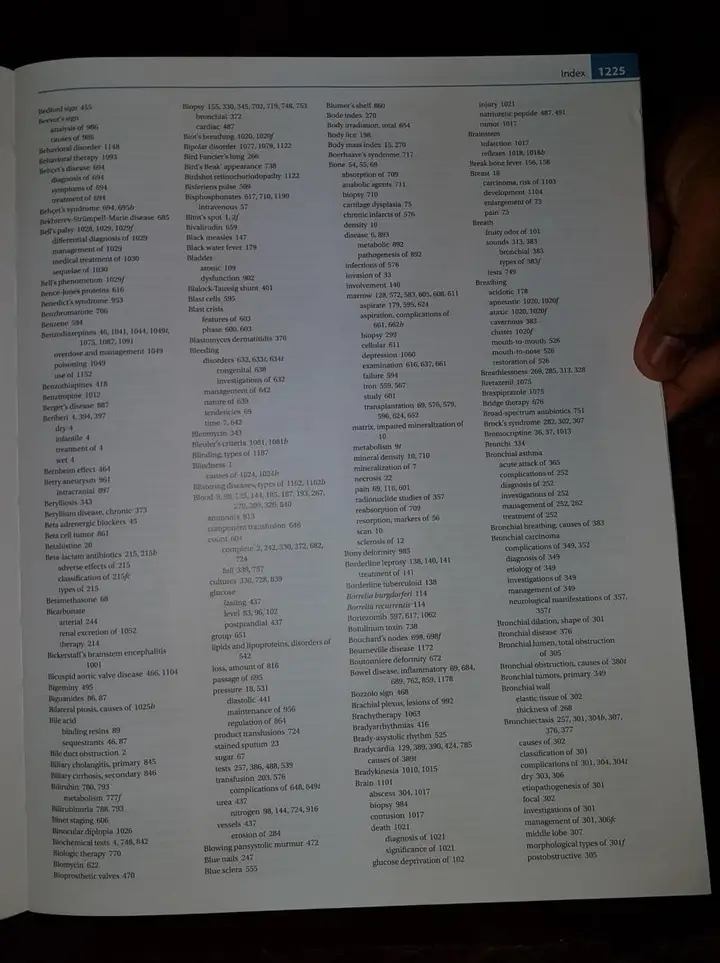 Index 1225
Bedford sign 455
Beevor's sign
analysis of 986
causes of 986
Behavioral disorder 1148
Behavioral therapy 1093
Behçet's disease 694
diagnosis of 694
symptoms of 694
treatment of 694
Behçet's syndrome 694, 695b
Bekhterev-Strümpell-Marie disease 685
Bell's palsy 1028, 1029, 1029f
differential diagnosis of 1029
management of 1029
medical treatment of 1030
sequelae of 1030
Bell's phenomenon 1029f
Bence-Jones proteins 616
Benedict's syndrome 953
Benzbromarone 706
Benzene 594
Benzodiazepines 46, 1041, 1044, 1049t,
1075, 1087, 1091
overdose and management 1049
poisoning 1049
use of 1152
Benzothiapines 418
Benztropine 1012
Berger's disease 887
Beriberi 4, 394, 397
dry 4
infantile 4
treatment of 4
wet 4
Bernheim effect 464
Berry aneurysm 961
intracranial 897
Berylliosis 343
Beryllium disease, chronic 373
Beta adrenergic blockers 45
Beta cell tumor 861
Betahistine 20
Beta-lactam antibiotics 215, 215b
adverse effects of 215
classification of 215fc
types of 215
Betamethasone 68
Bicarbonate
arterial 244
renal excretion of 1052
therapy 214
Bickerstaff's brainstem encephalitis
1001
Bicuspid aortic valve disease 466, 1104
Bigeminy 495
Biguanides 86, 87
Bilateral ptosis, causes of 1025b
Bile acid
binding resins 89
sequestrants 46, 87
Bile duct obstruction 2
Biliary cholangitis, primary 845
Biliary cirrhosis, secondary 846
Bilirubin 780, 793
metabolism 777f
Bilirubinuria 788, 793
Binet staging 606
Binocular diplopia 1026
Biochemical tests 4, 748, 842
Biologic therapy 770
Biomycin 622
Bioprosthetic valves 470
Biopsy 155, 330, 345, 702, 719, 748, 753
bronchial 372
cardiac 487
Biot's breathing 1020, 1020f
Bipolar disorder 1077, 1079, 1122
Bird Fancier's lung 266
Bird's Beak' appearance 738
Birdshot retinochoriodopathy 1122
Bisferiens pulse 509
Bisphosphonates 617, 710, 1190
intravenous 57
Bitot's spot 1, 2f
Bivalirudin 659
Black measles 147
Black water fever 179
Bladder
atonic 109
dysfunction 902
Blalock-Taussig shunt 401
Blast cells 595
Blast crisis
features of 603
phase 600, 603
Blastomyces dermatitidis 376
Bleeding
disorders 632, 633t, 634t
congenital 638
investigations of 632
management of 642
nature of 639
tendencies 69
time 7, 642
Bleomycin 343
Bleuler's criteria 1081, 1081b
Blinding, types of 1187
Blindness 1
causes of 1024, 1024b
Blistering diseases, types of 1162, 1162b
Blood 9, 98, 135, 144, 185, 187, 193, 267,
270, 309, 320, 540
ammonia 813
component transfusion 646
count 604
complete 2, 242, 330, 372, 682,
724
full 339, 757
cultures 330, 728, 839
glucose
fasting 437
level 83, 96, 102
postprandial 437
group 651
lipids and lipoproteins, disorders of
542
loss, amount of 816
passage of 695
pressure 18, 531
diastolic 441
maintenance of 956
regulation of 864
product transfusions 724
stained sputum 23
sugar 67
tests 257, 386, 488, 539
transfusion 203, 576
complications of 648, 849t
urea 437
nitrogen 98, 144, 724, 916
vessels 437
erosion of 284
Blowing pansystolic murmur 472
Blue nails 247
Blue sclera 555
Blumer's shelf 860
Bode index 270
Body irradiation, total 654
Body lice 198
Body mass index 15, 270
Boerhaave's syndrome 717
Bone 54, 55, 69
absorption of 709
anabolic agents 711
biopsy 710
cartilage dysplasia 75
chronic infarcts of 576
density 10
disease 6, 893
metabolic 892
pathogenesis of 892
infections of 576
invasion of 33
involvement 140
marrow 128, 572, 583, 605, 608, 611
aspirate 179, 595, 624
aspiration, complications of
661, 662b
biopsy 293
cellular 611
depression 1060
examination 616, 637, 661
failure 594
iron 559, 567
study 601
transplantation 69, 576, 579,
596, 624, 692
matrix, impaired mineralization of
10
metabolism 9f
mineral density 10, 710
mineralization of 7
necrosis 22
pain 69, 116, 601
radionuclide studies of 357
reabsorption of 709
resorption, markers of 56
scan 10
sclerosis of 12
Bony deformity 985
Borderline leprosy 138, 140, 141
treatment of 141
Borderline tuberculoid 138
Borrelia burgdorferi 114
Borrelia recurrentis 114
Bortezomib 597, 617, 1062
Botulinum toxin 738
Bouchard's nodes 698, 698f
Bourneville disease 1172
Boutonniere deformity 672
Bowel disease, inflammatory 69, 684,
689, 762, 859, 1178
Bozzolo sign 468
Brachial plexus, lesions of 992
Brachytherapy 1063
Bradyarrhythmias 416
Brady-asystolic rhythm 525
Bradycardia 129, 389, 390, 424, 785
causes of 389t
Bradykinesia 1010, 1015
Brain 1101
abscess 304, 1017
biopsy 984
contusion 1017
death 1021
diagnosis of 1021
significance of 1021
glucose deprivation of 102
injury 1021
natriuretic peptide 487, 491
tumor 1017
Brainstem
infarction 1017
reflexes 1018, 1018b
Break bone fever 156, 158
Breast 18
carcinoma, risk of 1103
development 1104
enlargement of 73
pain 75
Breath
fruity odor of 101
sounds 313, 383
bronchial 383
types of 383f
tests 749
Breathing
acidotic 178
apneustic 1020, 1020f
ataxic 1020, 1020f
cavernous 383
cluster 1020f
mouth-to-mouth 526
mouth-to-nose 526
restoration of 526
Breathlessness 269, 285, 313, 328
Bretazenil 1075
Brexpiprazole 1075
Bridge therapy 676
Broad-spectrum antibiotics 751
Brock's syndrome 282, 302, 307
Bromocriptine 36, 37, 1013
Bronchi 334
Bronchial asthma
acute attack of 365
complications of 252
diagnosis of 252
investigations of 252
management of 252, 262
treatment of 252
Bronchial breathing, causes of 383
Bronchial carcinoma
complications of 349, 352
diagnosis of 349
etiology of 349
investigations of 349
management of 349
neurological manifestations of 357,
357t
Bronchial dilation, shape of 301
Bronchial disease 376
Bronchial lumen, total obstruction
of 305
Bronchial obstruction, causes of 380t
Bronchial tumors, primary 349
Bronchial wall
elastic tissue of 302
thickness of 268
Bronchiectasis 257, 301, 304b, 307,
376, 377
causes of 302
classification of 301
complications of 301, 304, 304t
dry 303, 306
etiopathogenesis of 301
focal 302
investigations of 301
management of 301, 306fc
middle lobe 307
morphological types of 301f
postobstructive 305